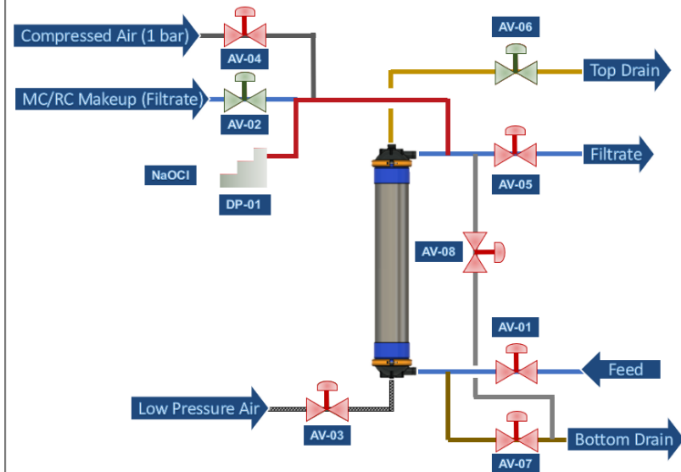 AV-06
Compressed Air (1 bar)
Top Drain
AV-04
MC/RC Makeup (Filtrate)
AV-02
Filtrate
NaOCl
AV-05
DP-01
AV-08
AV-01
Feed
Low Pressure Air
AV-03
Bottom Drain
AV-07